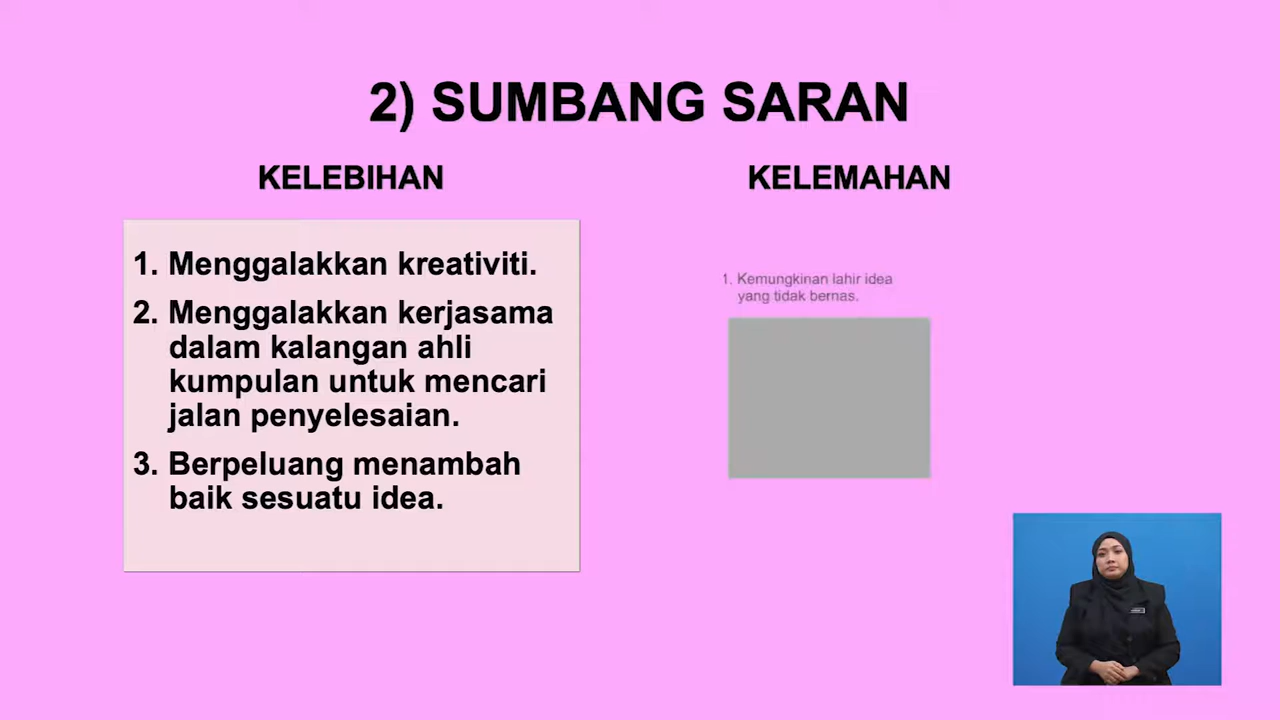 2) SUMBANG SARAN
KELEBIHAN
1. Menggalakkan kreativiti.
2. Menggalakkan kerjasama
dalam kalangan ahli
kumpulan untuk mencari
jalan penyelesaian.
3. Berpeluang menambah
baik sesuatu idea.
KELEMAHAN
1. Kemungkinan lahir idea
yang tidak bernas.